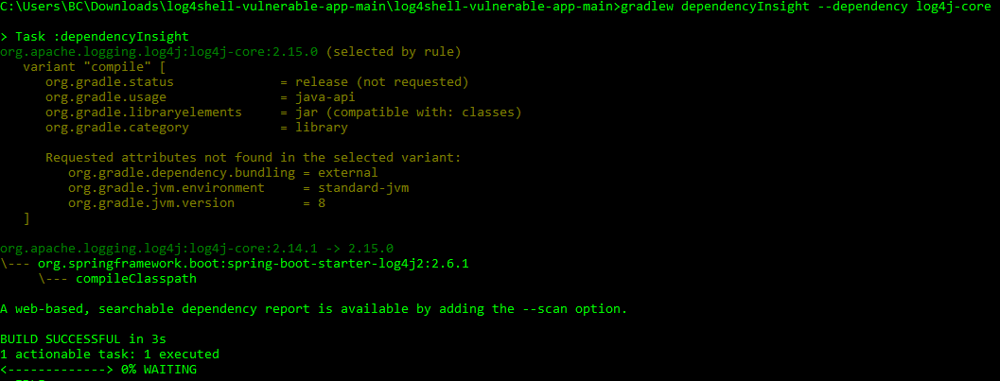 C:\Users\BC\Downloads\log4shell-vulnerable-app-main\log4shell-vulnerable-app-main>gradlew dependencyInsight --dependency log4j-core
> Task :dependencyInsight
org.apache.logging.log4j:log4j-core:2.15.0 (selected by rule)
variant "compile" [
org.gradle.status = release (not requested)
org.gradle.usage = java-api
org.gradle.libraryelements = jar (compatible with: classes)
org.gradle.category = library
Requested attributes not found in the selected variant:
org.gradle.dependency.bundling = external
org.gradle.jvm.environment = standard-jvm
org.gradle.jvm.version = 8
]
org.apache.logging.log4j:log4j-core:2.14.1 -> 2.15.0
\--- org.springframework.boot:spring-boot-starter-log4j2:2.6.1
\--- compileClasspath
A web-based, searchable dependency report is available by adding the --scan option.
BUILD SUCCESSFUL in 3s
1 actionable task: 1 executed
<-------------> 0% WAITING